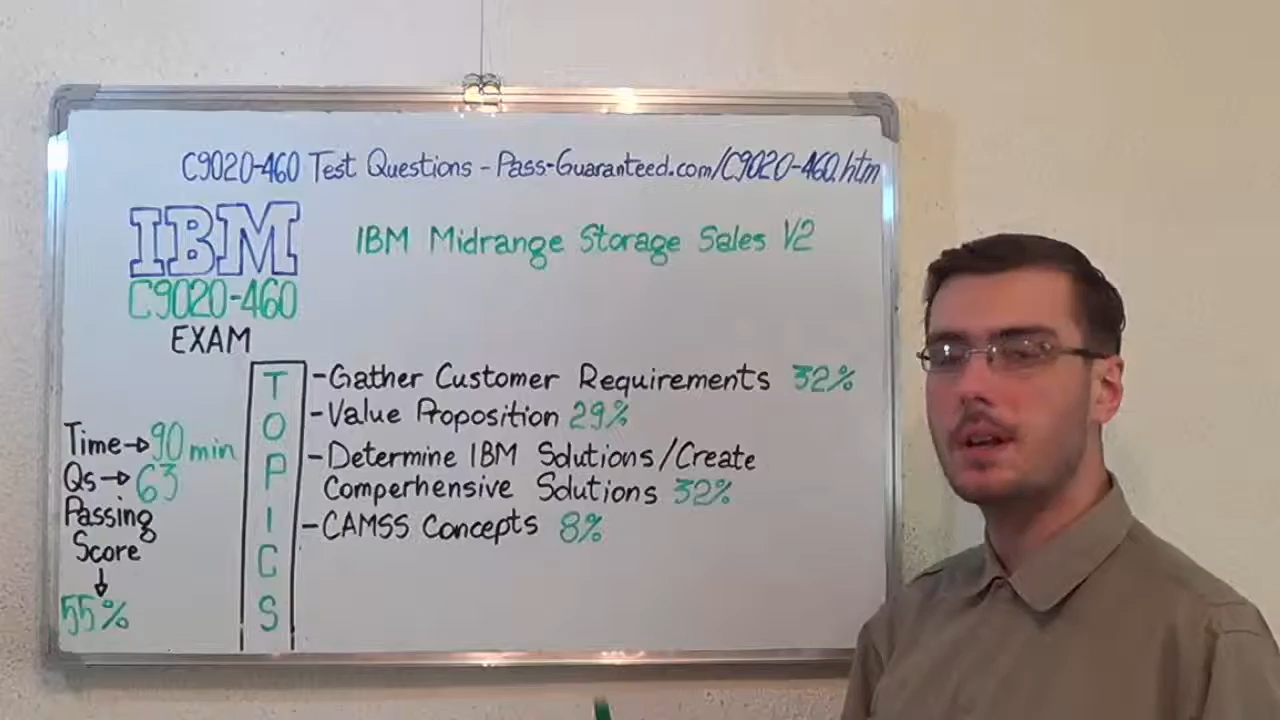 C9020-460 Test Questions - Pass-Guaranteed.com/C9020-460.htm
IBM
IBM Midrange Storage Sales V2
C9020-460
EXAM
TOPICS
-Gather Customer Requirements 32%
-Value Proposition 29%
-Determine IBM Solutions/Create
Comperhensive Solutions 32%
-CAMSS Concepts 8%
Time→90 min
Qs→63
Passing
Score
↓
55%